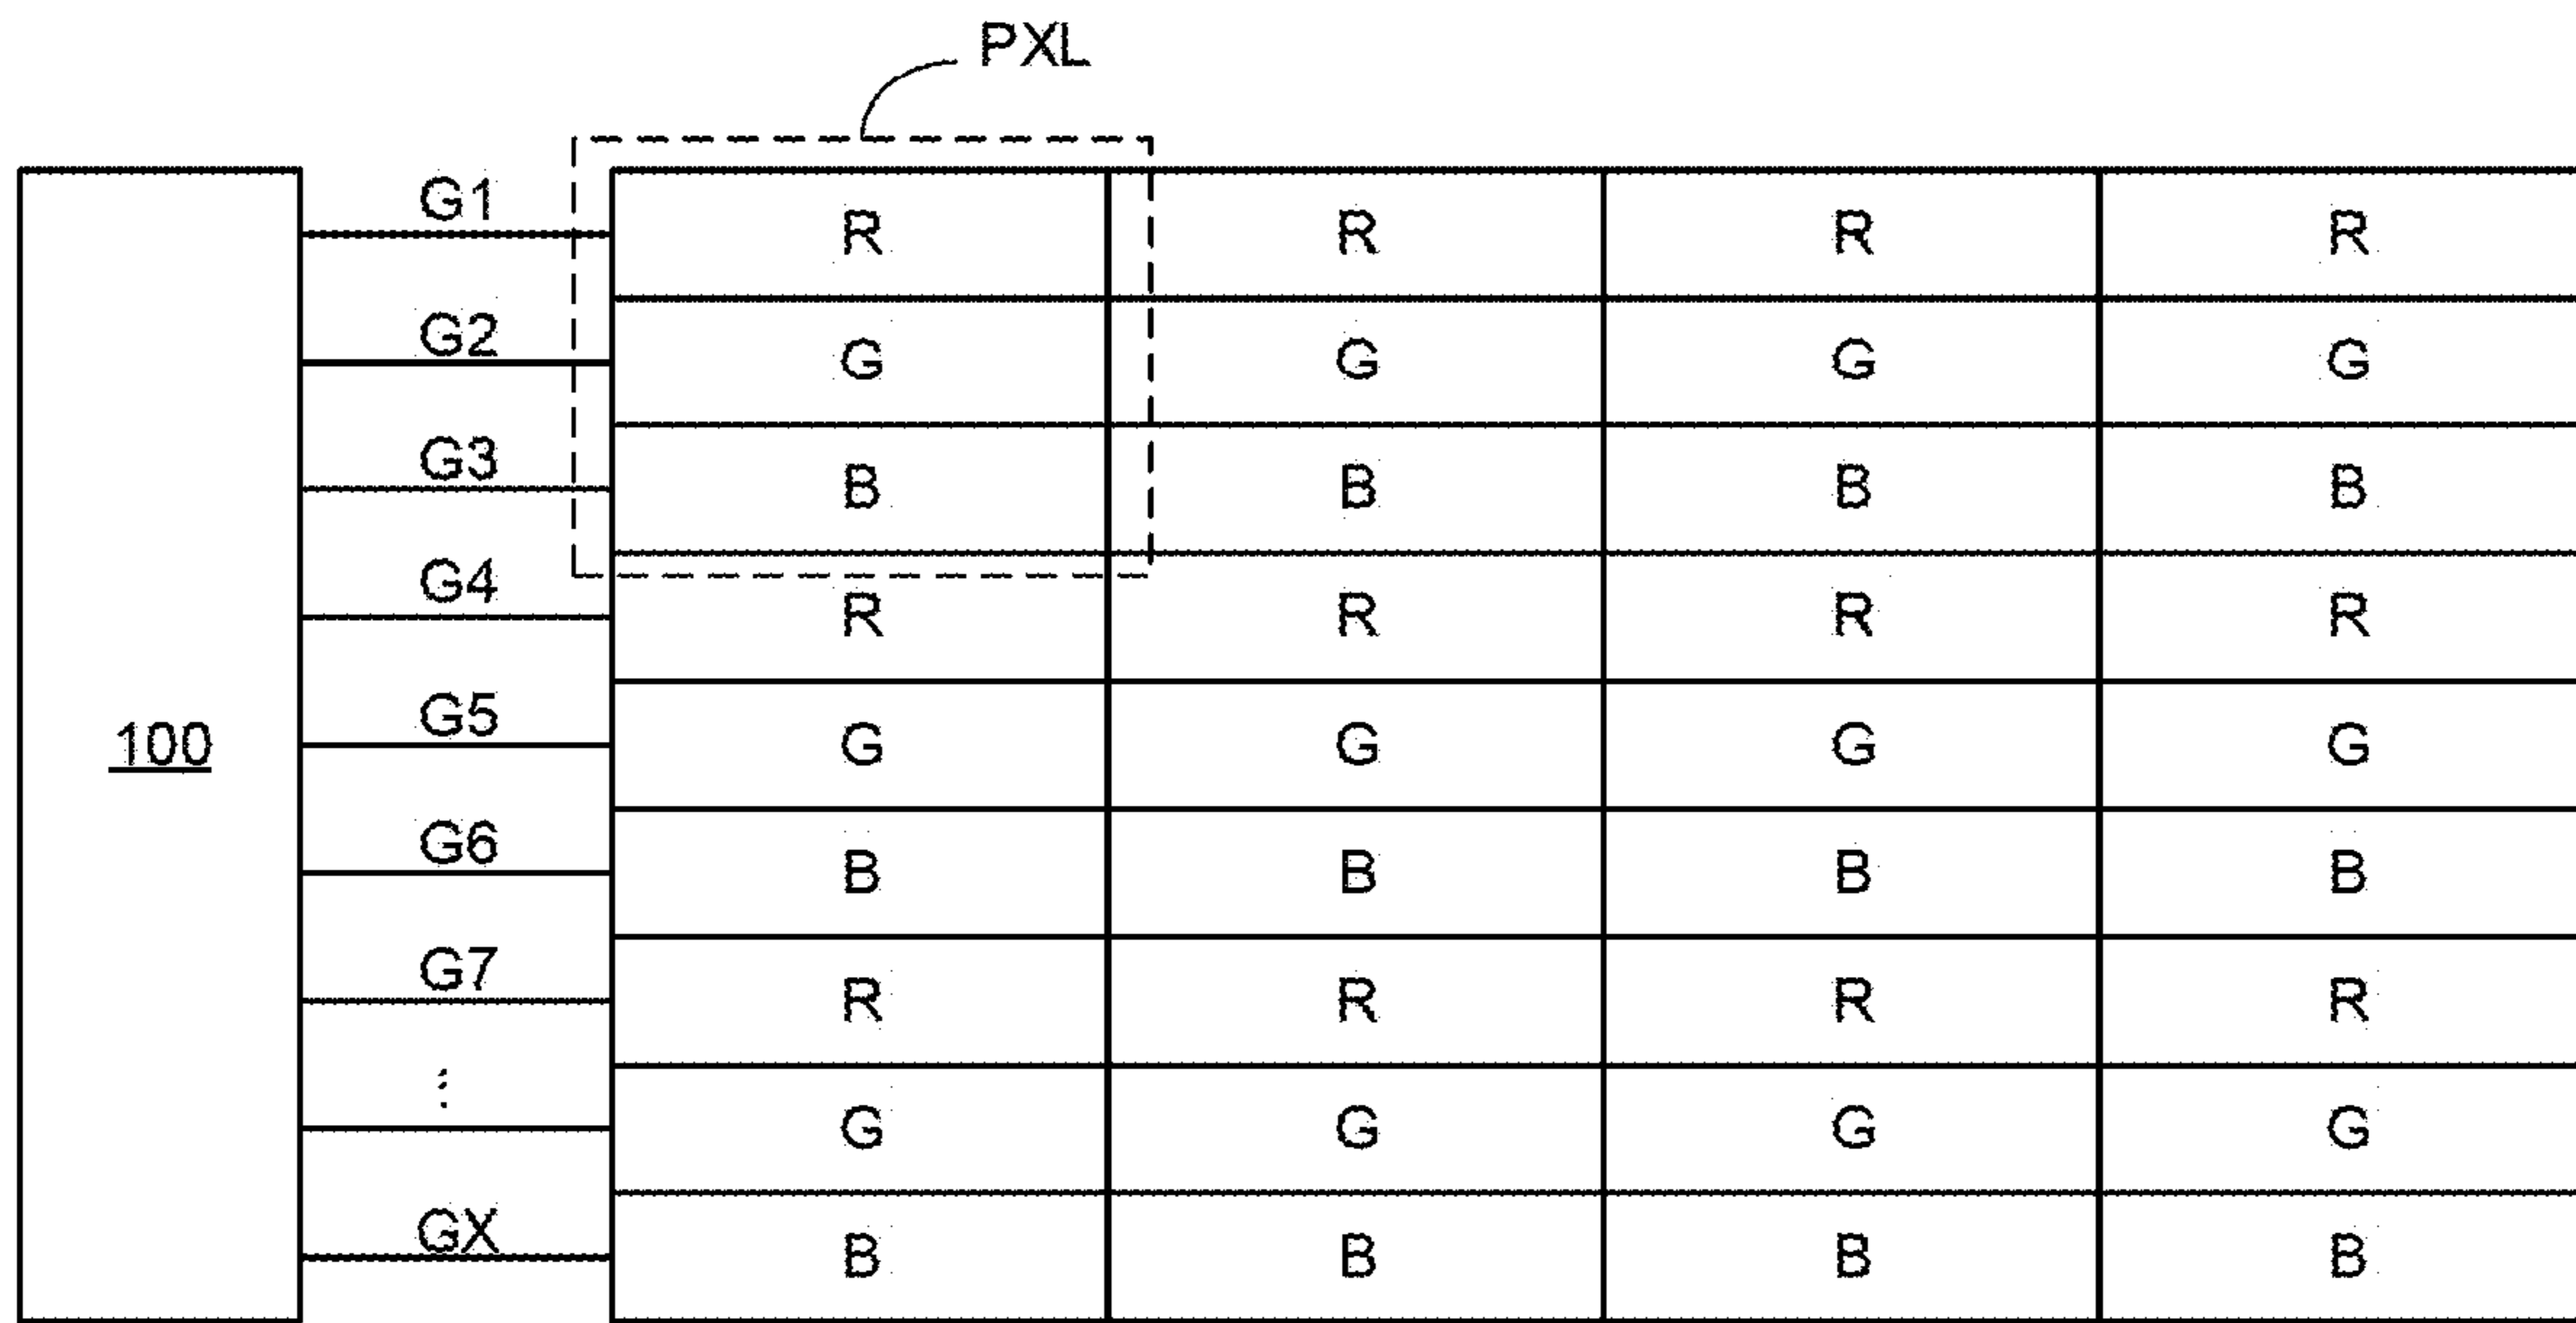 PXL
G1 R R R R
G2 G G G G
G3 B B B B
G4 R R R R
100 G5 G G G G
G6 B B B B
G7 R R R R
⋮ G G G G
GX B B B B